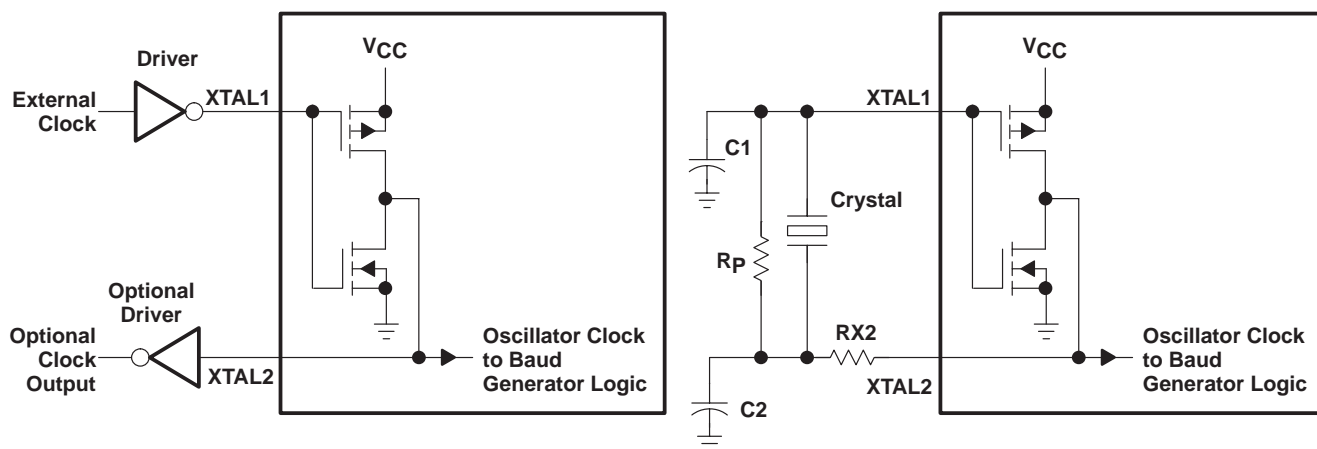 Driver
VCC
External
Clock
XTAL1
Optional
Driver
Optional
Clock
Output
XTAL2
Oscillator Clock
to Baud
Generator Logic
VCC
XTAL1
C1
Crystal
RP
RX2
XTAL2
C2
Oscillator Clock
to Baud
Generator Logic